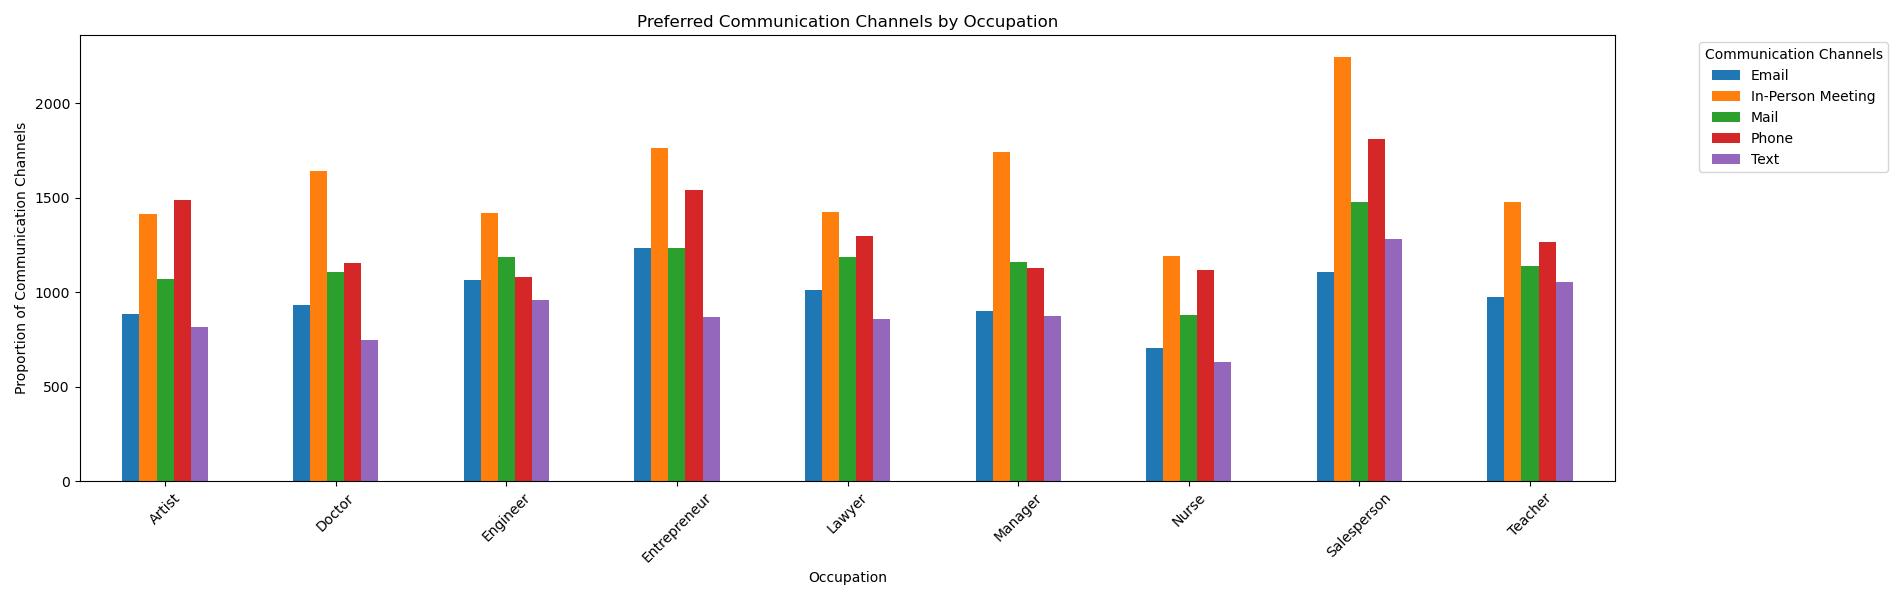 Preferred Communication Channels by Occupation
Proportion of Communication Channels
2000
1500
1000
500
0
Artist
Doctor
Engineer
Entrepreneur
Lawyer
Manager
Nurse
Salesperson
Teacher
Occupation
Communication Channels
Email
In-Person Meeting
Mail
Phone
Text